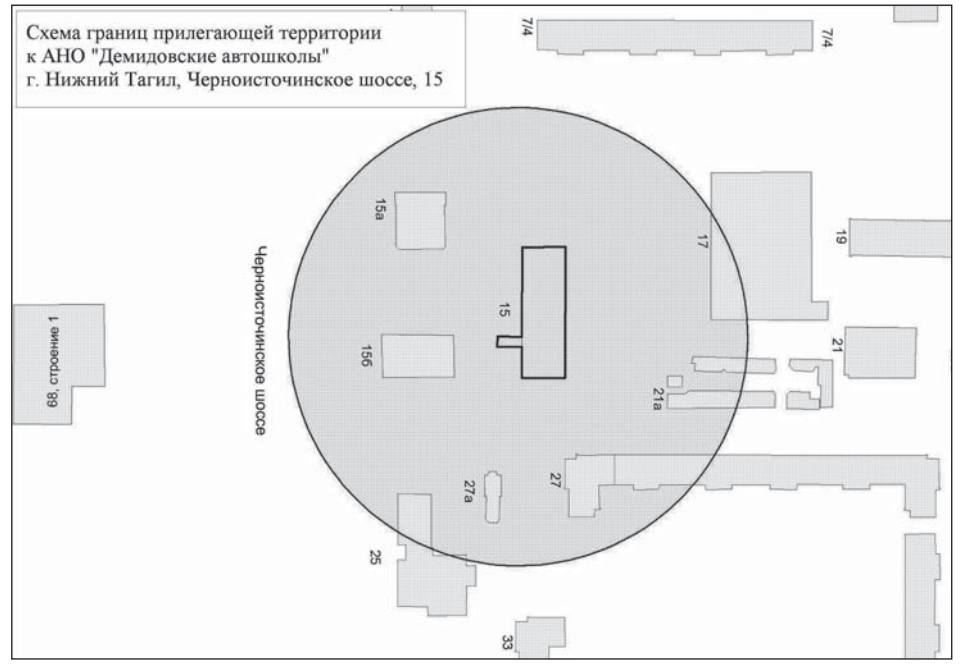 Схема границ прилегающей территории
к АНО "Демидовские автошколы"
г. Нижний Тагил, Черноисточинское шоссе, 15
7/4
7/4
15а
17
19
Черноисточинское шоссе
15
68, строение 1
15б
21
21а
27а
27
25
33